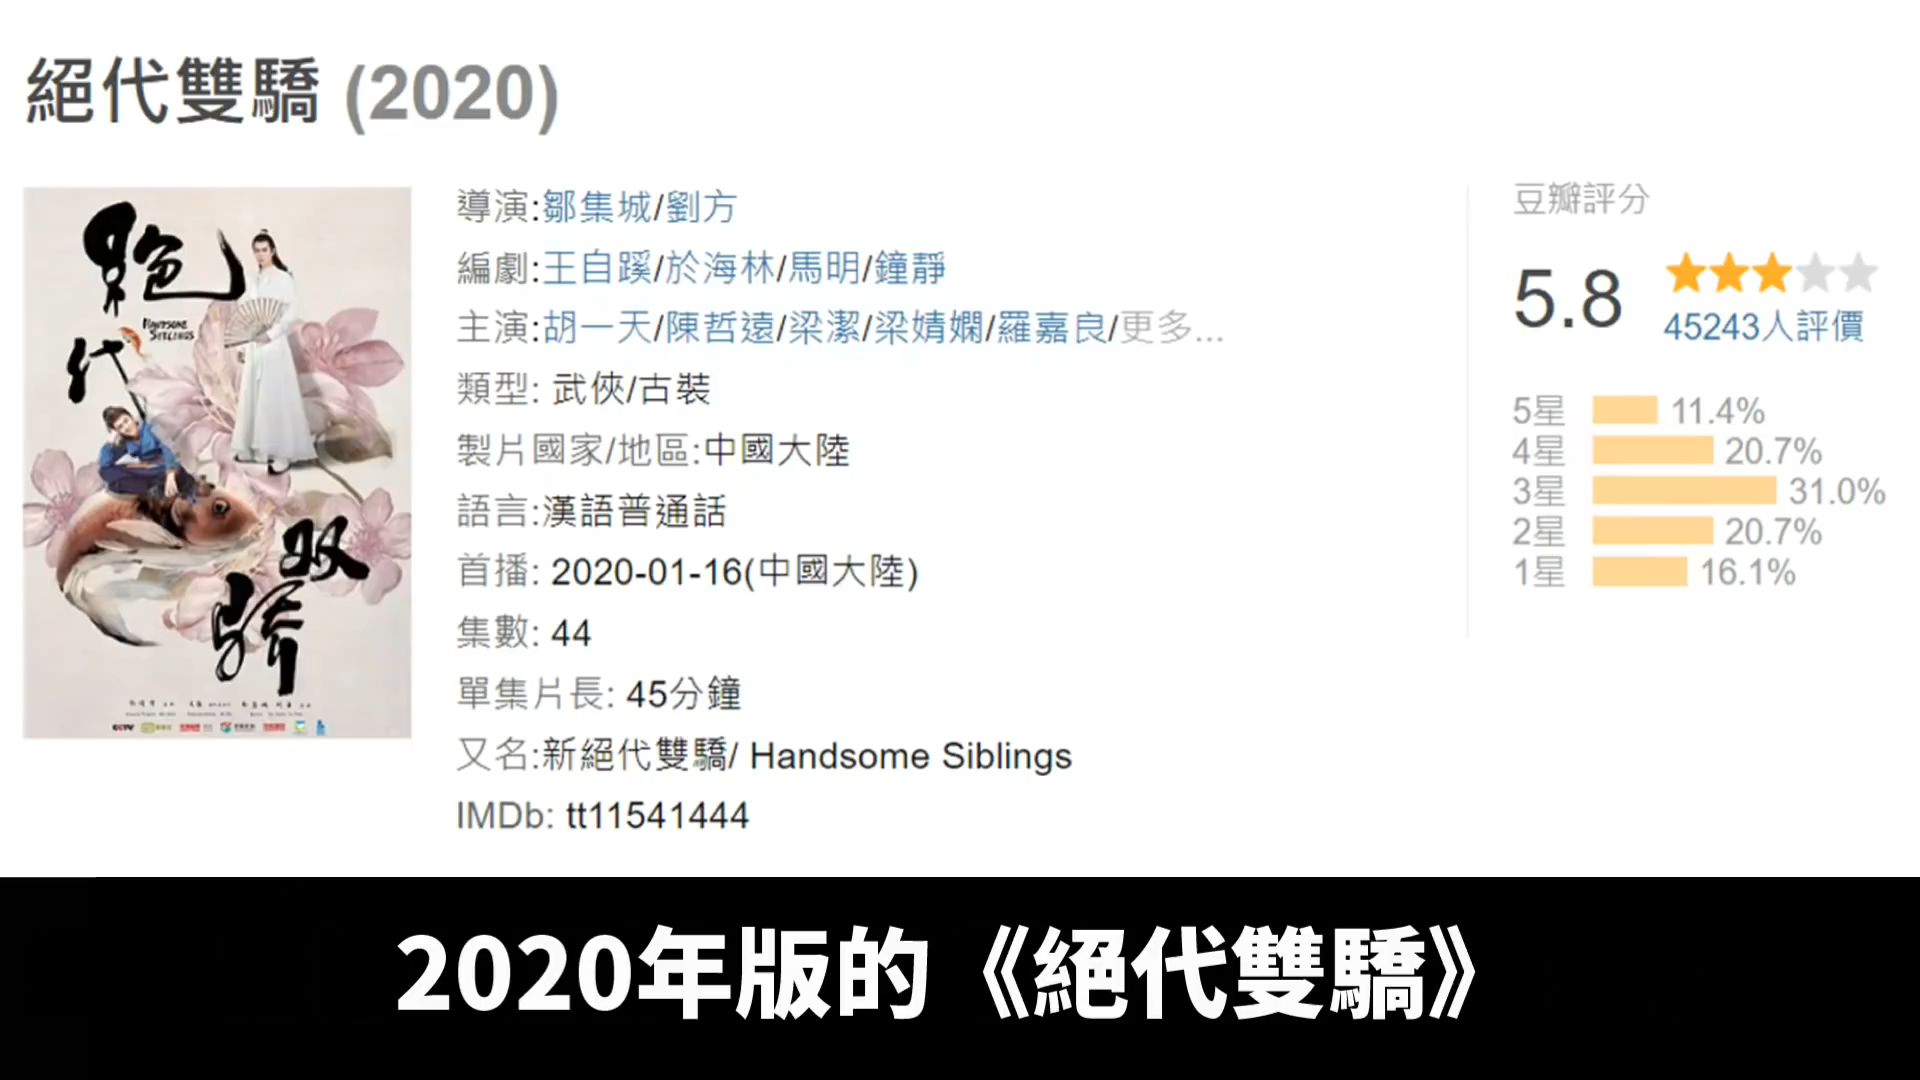 絕代雙驕 (2020)
絕代
HANDSOME
SIBLINGS
双驕
CCTV
導演:鄒集城/劉方
編劇:王自蹊/於海林/馬明/鐘靜
主演:胡一天/陳哲遠/梁潔/梁婧嫻/羅嘉良/更多...
類型: 武俠/古裝
製片國家/地區:中國大陸
語言:漢語普通話
首播: 2020-01-16(中國大陸)
集數: 44
單集片長: 45分鐘
又名:新絕代雙驕/ Handsome Siblings
IMDb: tt11541444
豆瓣評分
5.8
45243人評價
5星 11.4%
4星 20.7%
3星 31.0%
2星 20.7%
1星 16.1%
2020年版的《絕代雙驕》